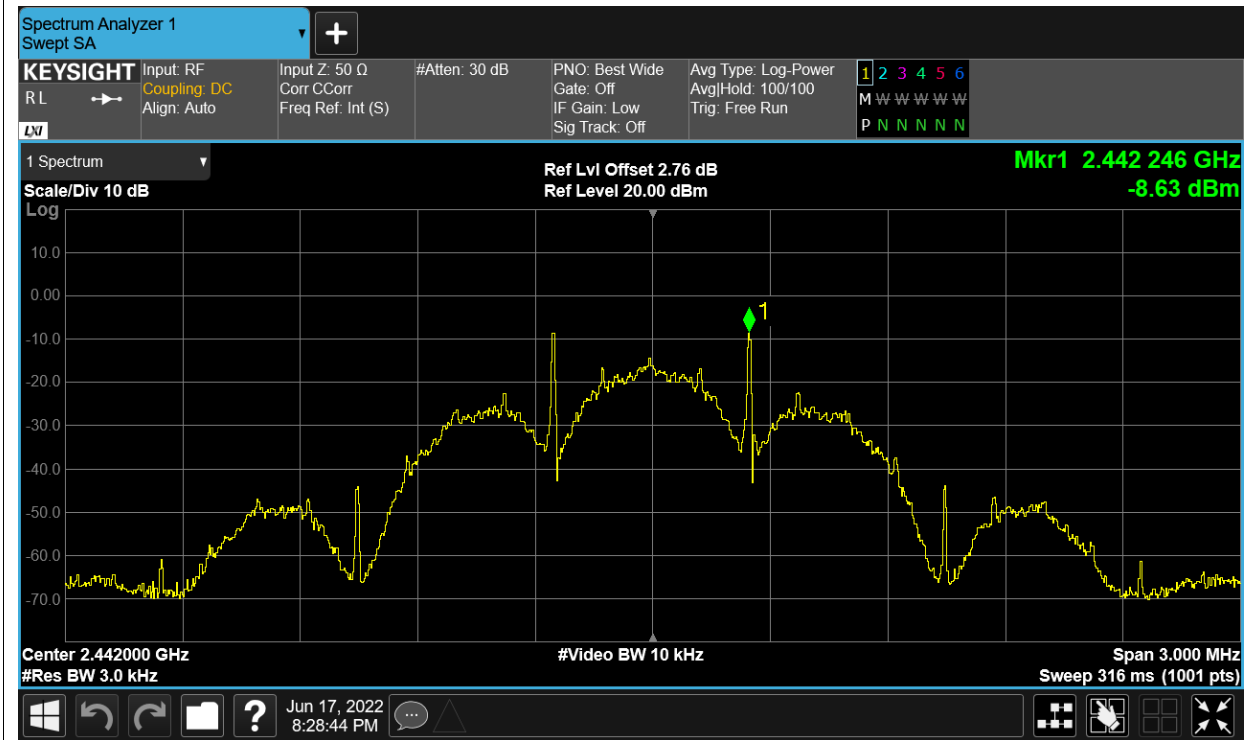 Spectrum Analyzer 1
Swept SA
+
KEYSIGHT
R L
LXI
Input: RF
Coupling: DC
Align: Auto
Input Z: 50 Ω
Corr CCorr
Freq Ref: Int (S)
#Atten: 30 dB
PNO: Best Wide
Gate: Off
IF Gain: Low
Sig Track: Off
Avg Type: Log-Power
Avg|Hold: 100/100
Trig: Free Run
1 2 3 4 5 6
M W W W W W
P N N N N N
1 Spectrum
Scale/Div 10 dB
Log
Ref Lvl Offset 2.76 dB
Ref Level 20.00 dBm
Mkr1 2.442 246 GHz
-8.63 dBm
10.0
0.00
-10.0
-20.0
-30.0
-40.0
-50.0
-60.0
-70.0
1
Center 2.442000 GHz
#Res BW 3.0 kHz
#Video BW 10 kHz
Span 3.000 MHz
Sweep 316 ms (1001 pts)
?
Jun 17, 2022
8:28:44 PM